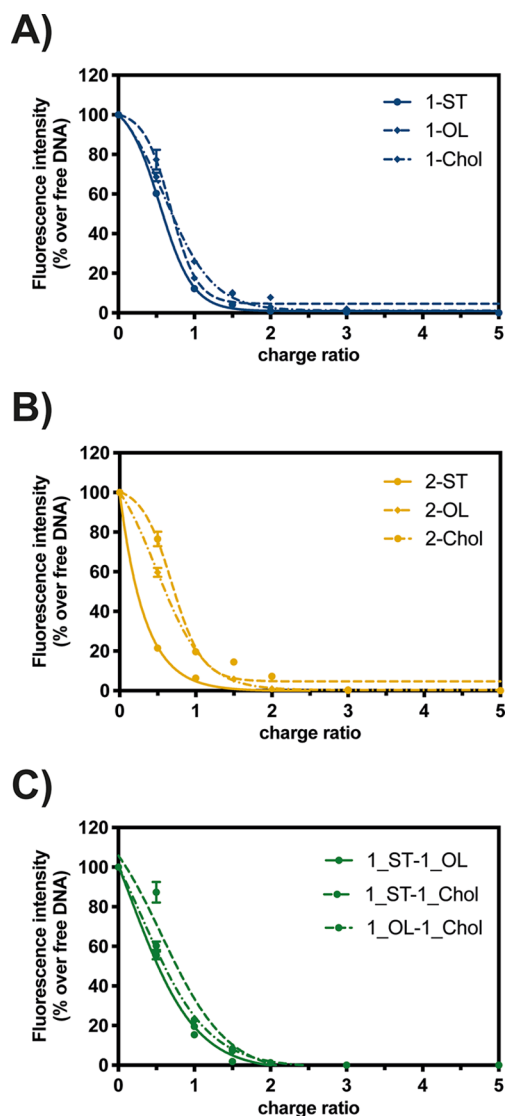 A)
Fluorescence intensity
(% over free DNA)
120
100
80
60
40
20
0
1-ST
1-OL
1-Chol
0 1 2 3 4 5
charge ratio
B)
Fluorescence intensity
(% over free DNA)
120
100
80
60
40
20
0
2-ST
2-OL
2-Chol
0 1 2 3 4 5
charge ratio
C)
Fluorescence intensity
(% over free DNA)
120
100
80
60
40
20
0
1_ST-1_OL
1_ST-1_Chol
1_OL-1_Chol
0 1 2 3 4 5
charge ratio